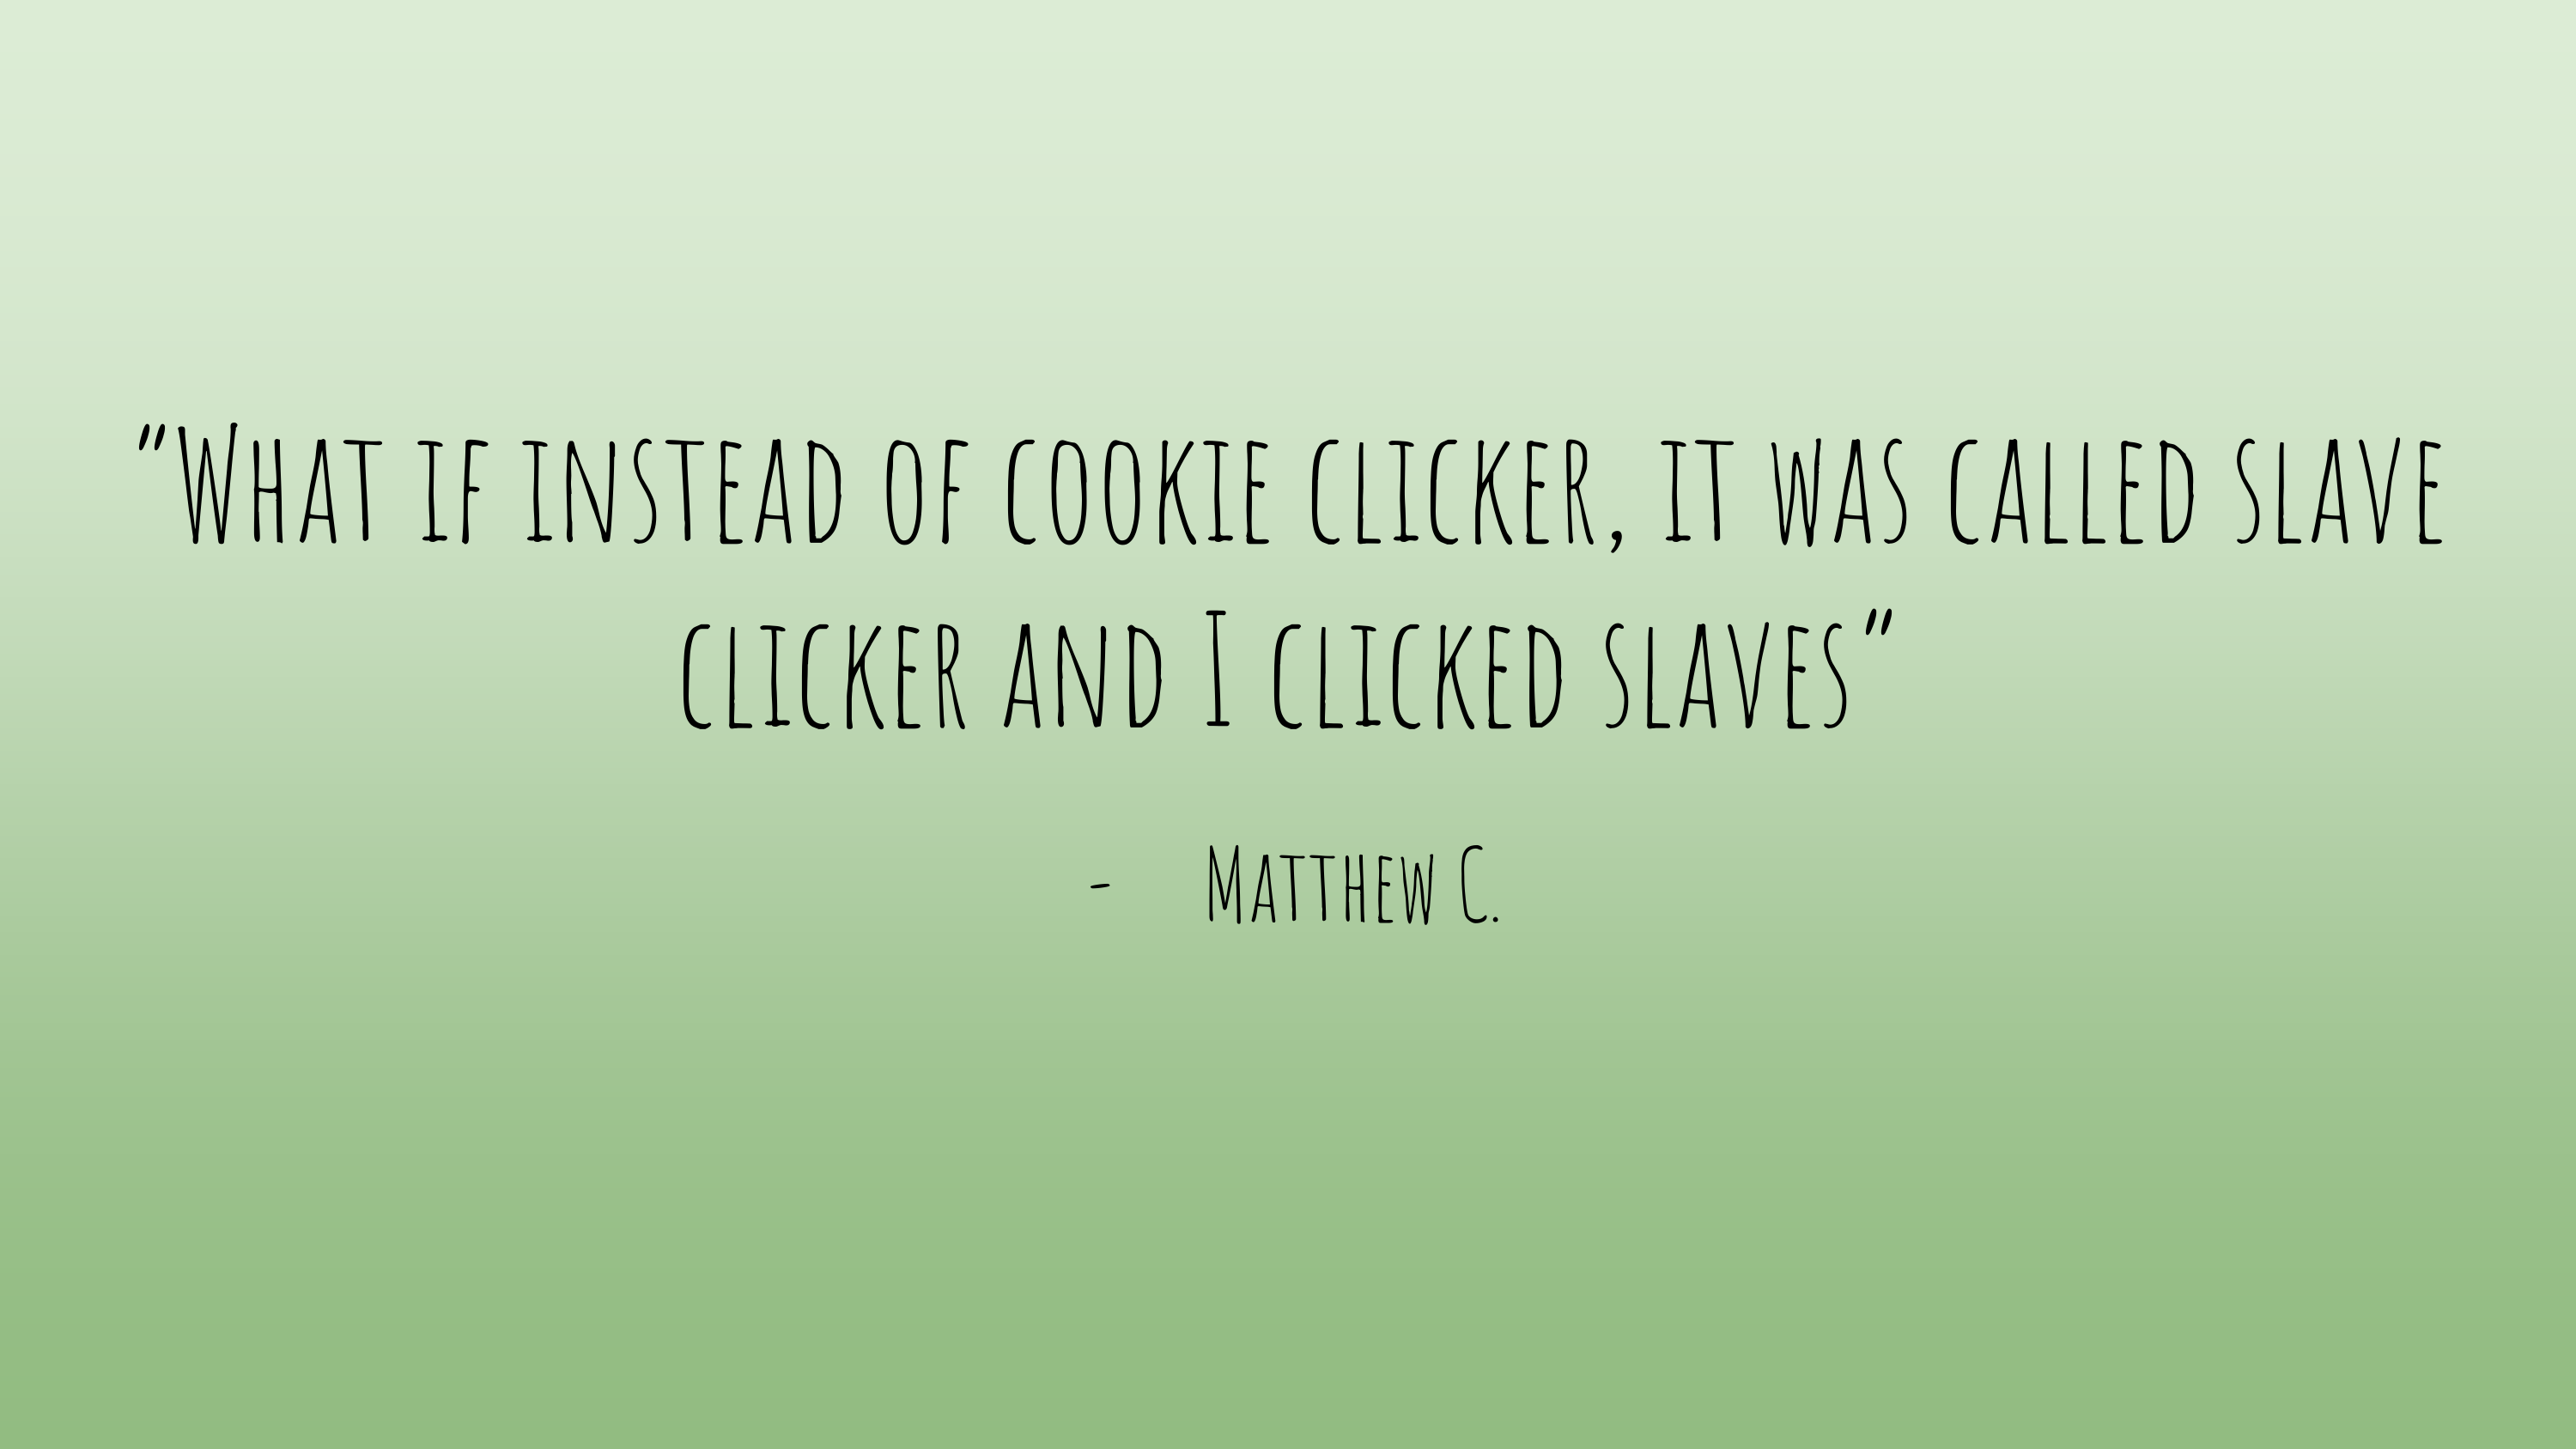 "What if instead of cookie clicker, it was called slave
clicker and I clicked slaves"
- Matthew C.